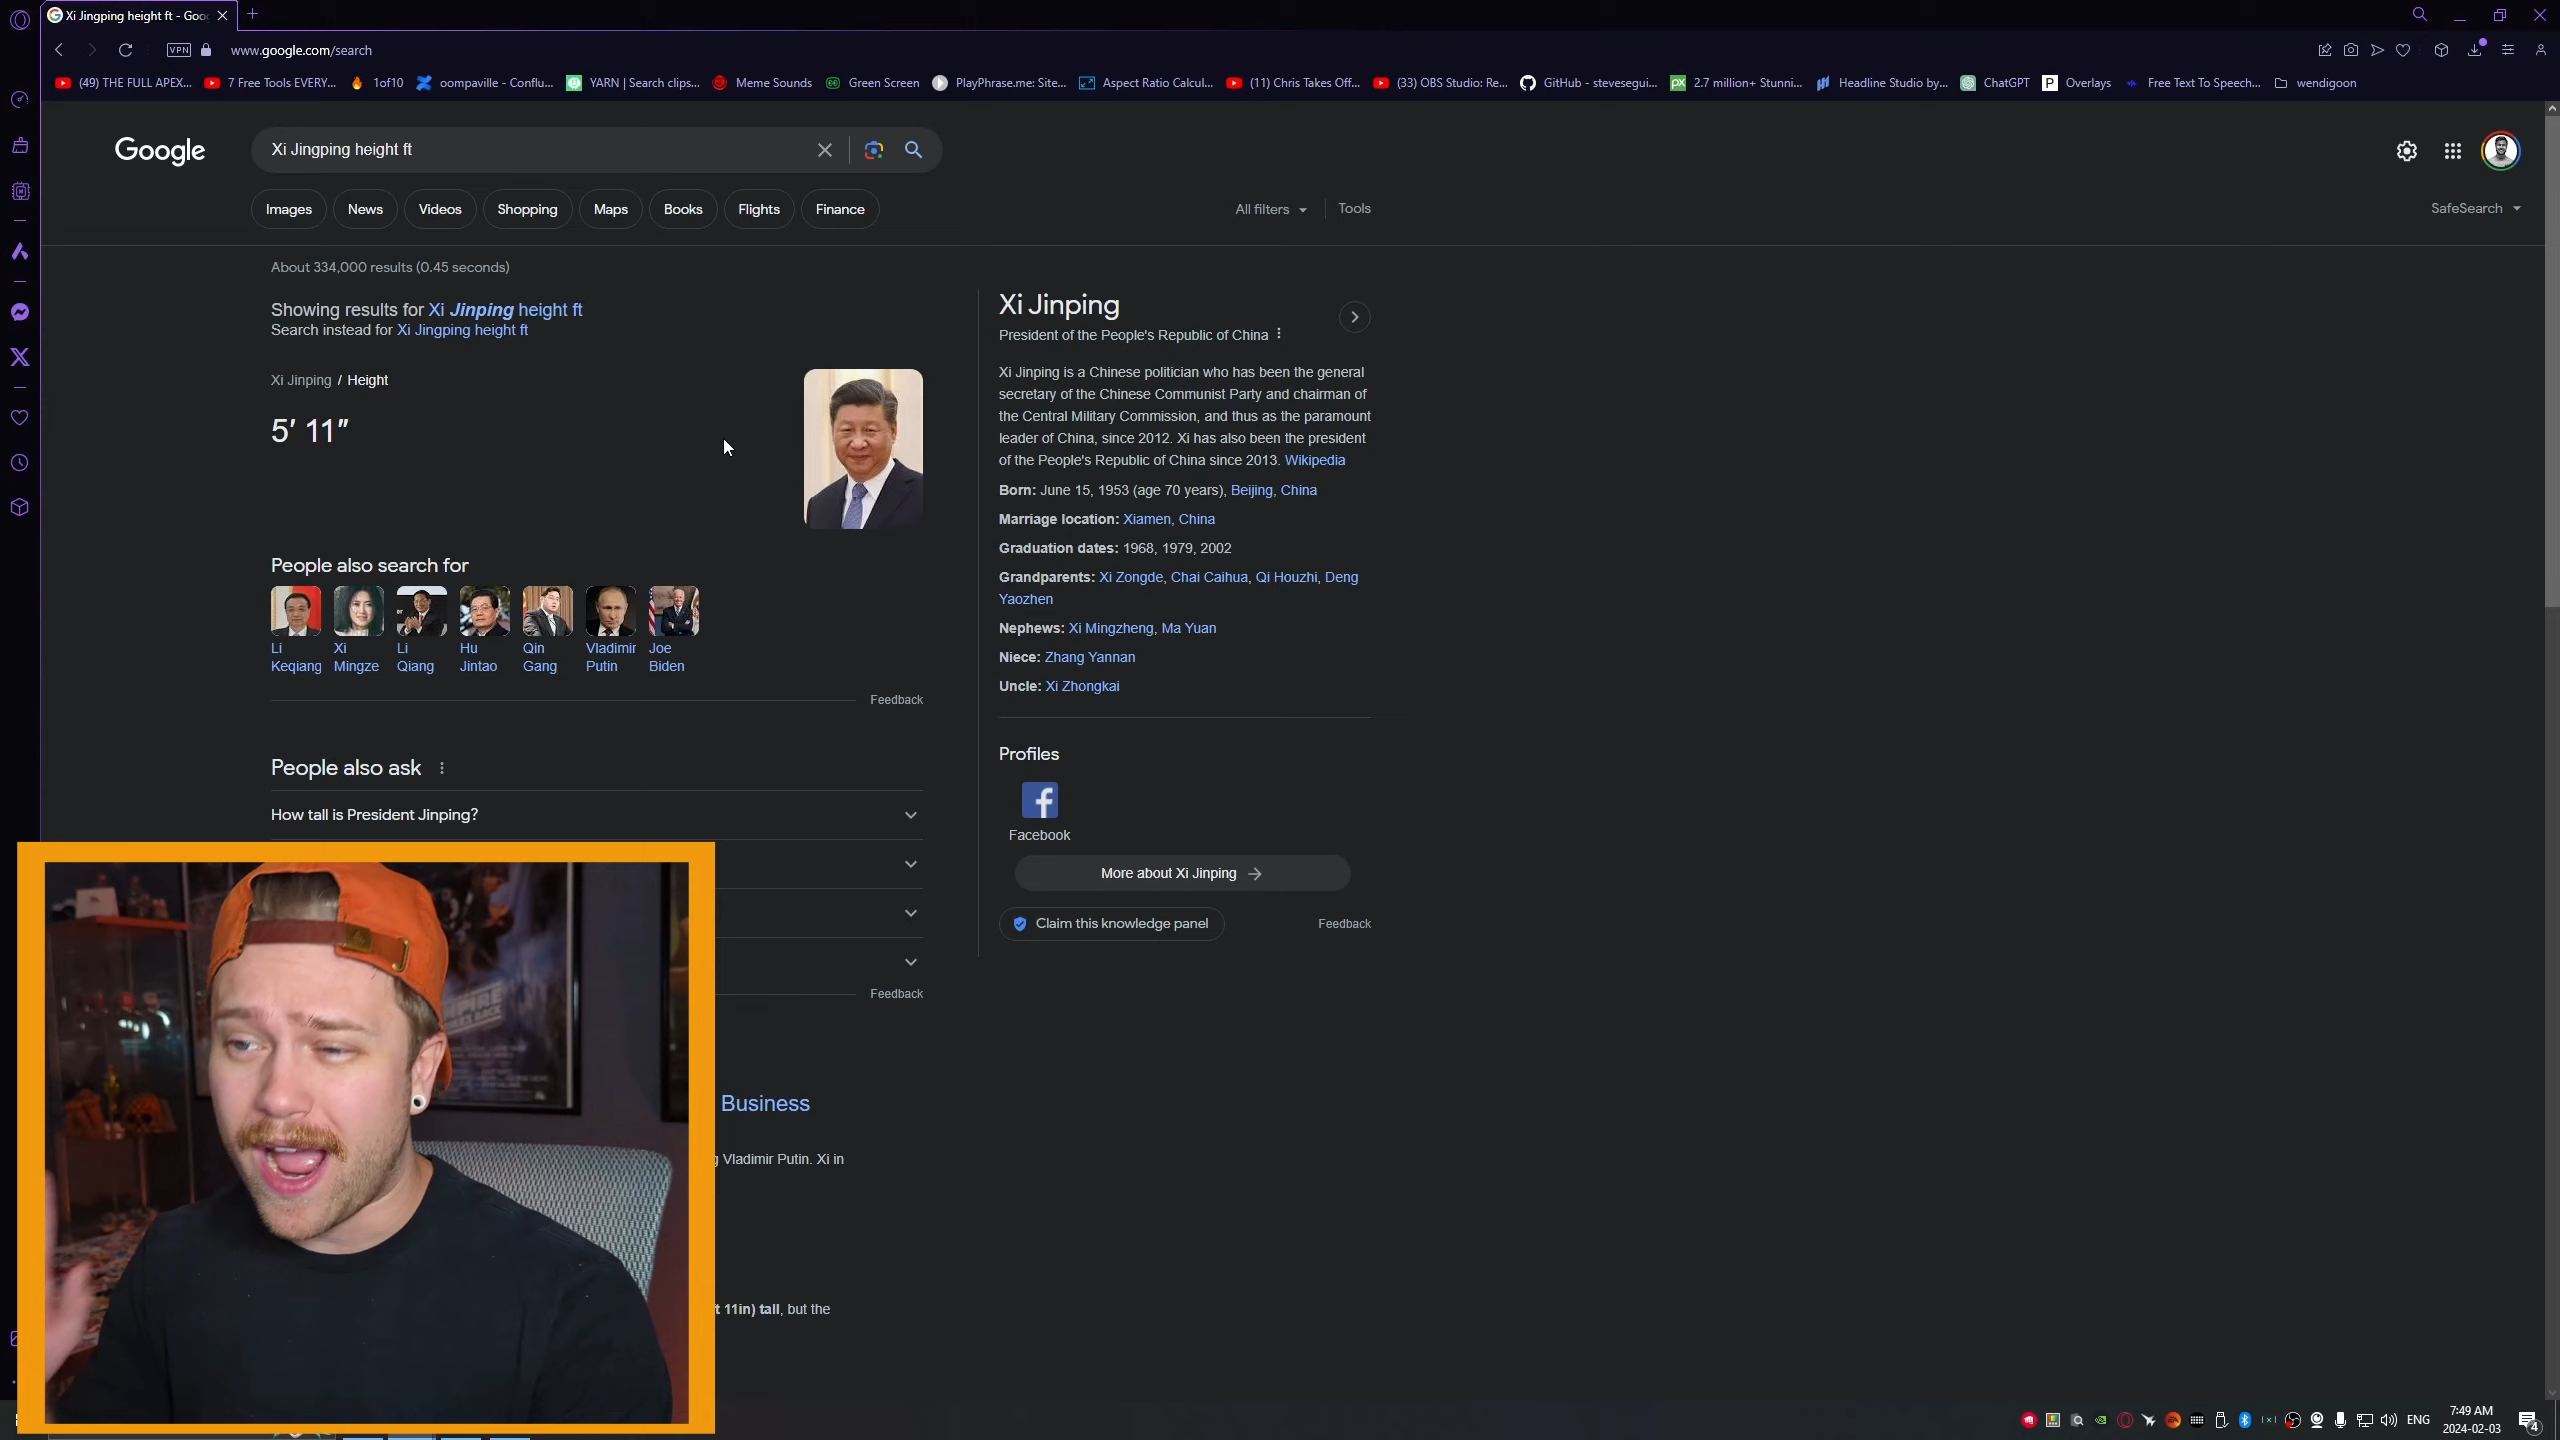 Xi Jingping height ft - Goo
www.google.com/search
VPN
(49) THE FULL APEX...
7 Free Tools EVERY...
1of10
oompaville - Conflu...
YARN | Search clips...
Meme Sounds
Green Screen
PlayPhrase.me: Site...
Aspect Ratio Calcul...
(11) Chris Takes Off...
(33) OBS Studio: Re...
GitHub - stevesegui...
2.7 million+ Stunni...
Headline Studio by...
ChatGPT
Overlays
Free Text To Speech...
wendigoon
Google
Xi Jingping height ft
Images
News
Videos
Shopping
Maps
Books
Flights
Finance
All filters
Tools
SafeSearch
About 334,000 results (0.45 seconds)
Showing results for Xi Jinping height ft
Search instead for Xi Jingping height ft
Xi Jinping / Height
5′ 11″
People also search for
Li Keqiang
Xi Mingze
Li Qiang
Hu Jintao
Qin Gang
Vladimir Putin
Joe Biden
Feedback
People also ask
How tall is President Jinping?
Feedback
Business
Vladimir Putin. Xi in
t 11in) tall, but the
Xi Jinping
President of the People's Republic of China
Xi Jinping is a Chinese politician who has been the general
secretary of the Chinese Communist Party and chairman of
the Central Military Commission, and thus as the paramount
leader of China, since 2012. Xi has also been the president
of the People's Republic of China since 2013. Wikipedia
Born: June 15, 1953 (age 70 years), Beijing, China
Marriage location: Xiamen, China
Graduation dates: 1968, 1979, 2002
Grandparents: Xi Zongde, Chai Caihua, Qi Houzhi, Deng
Yaozhen
Nephews: Xi Mingzheng, Ma Yuan
Niece: Zhang Yannan
Uncle: Xi Zhongkai
Profiles
Facebook
More about Xi Jinping
Claim this knowledge panel
Feedback
ENG
7:49 AM
2024-02-03
4